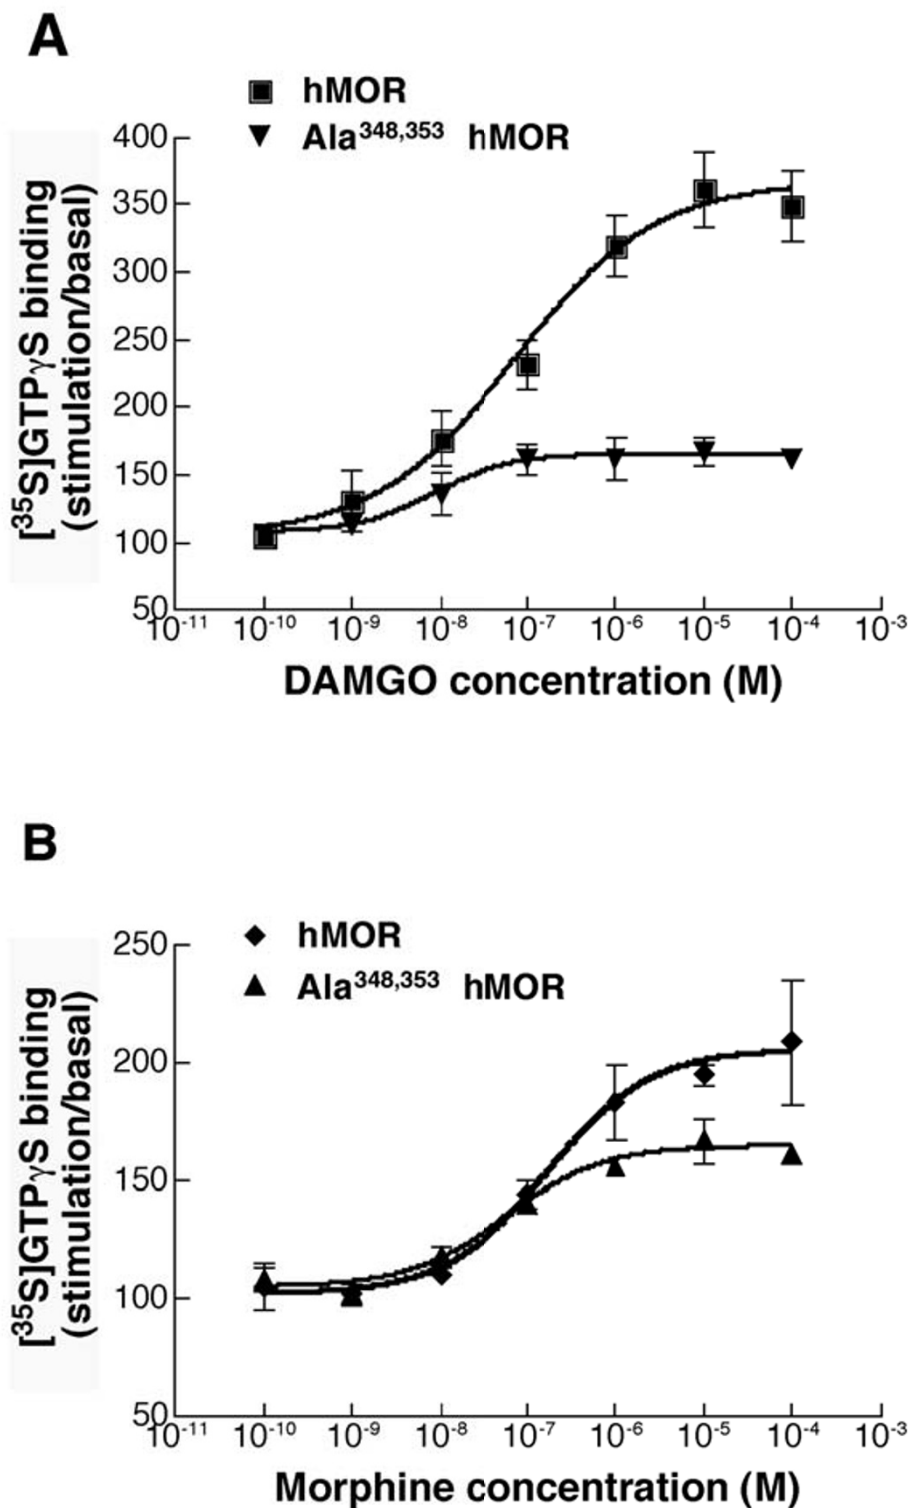 A
hMOR
Ala³⁴⁸,³⁵³ hMOR
400
350
300
250
200
150
100
50
[³⁵S]GTPγS binding
(stimulation/basal)
10⁻¹¹ 10⁻¹⁰ 10⁻⁹ 10⁻⁸ 10⁻⁷ 10⁻⁶ 10⁻⁵ 10⁻⁴ 10⁻³
DAMGO concentration (M)
B
hMOR
Ala³⁴⁸,³⁵³ hMOR
250
200
150
100
50
[³⁵S]GTPγS binding
(stimulation/basal)
10⁻¹¹ 10⁻¹⁰ 10⁻⁹ 10⁻⁸ 10⁻⁷ 10⁻⁶ 10⁻⁵ 10⁻⁴ 10⁻³
Morphine concentration (M)